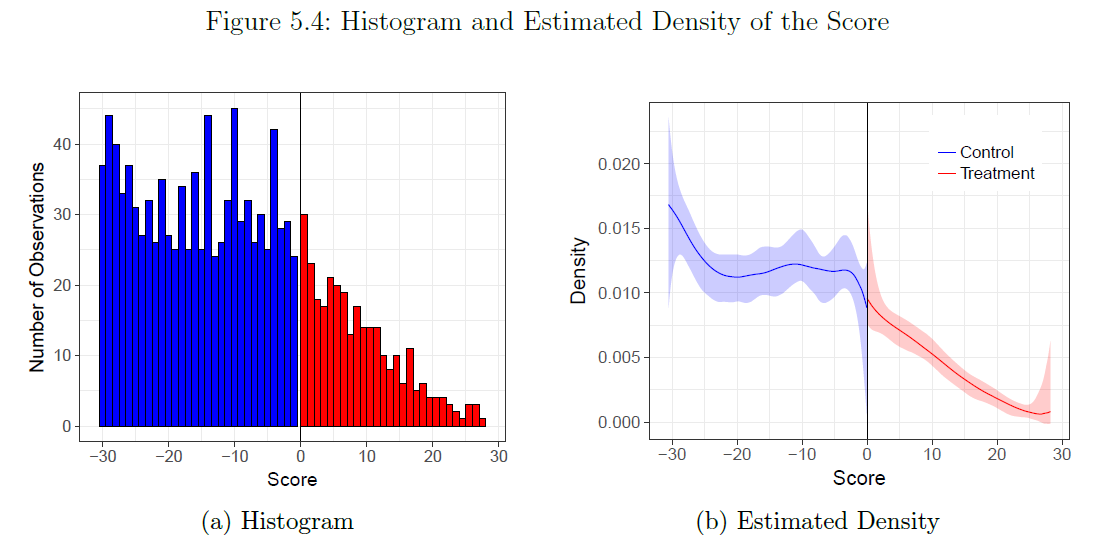 Figure 5.4: Histogram and Estimated Density of the Score
Number of Observations
40
30
20
10
0
−30 −20 −10 0 10 20 30
Score
(a) Histogram
Density
0.020
0.015
0.010
0.005
0.000
Control
Treatment
−30 −20 −10 0 10 20 30
Score
(b) Estimated Density